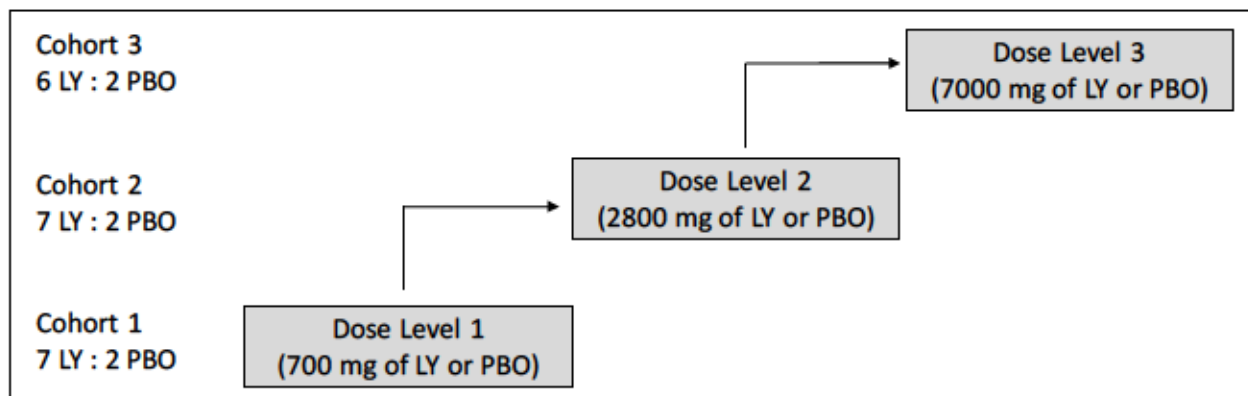 Cohort 3
6 LY : 2 PBO
Dose Level 3
(7000 mg of LY or PBO)
Cohort 2
7 LY : 2 PBO
Dose Level 2
(2800 mg of LY or PBO)
Cohort 1
7 LY : 2 PBO
Dose Level 1
(700 mg of LY or PBO)